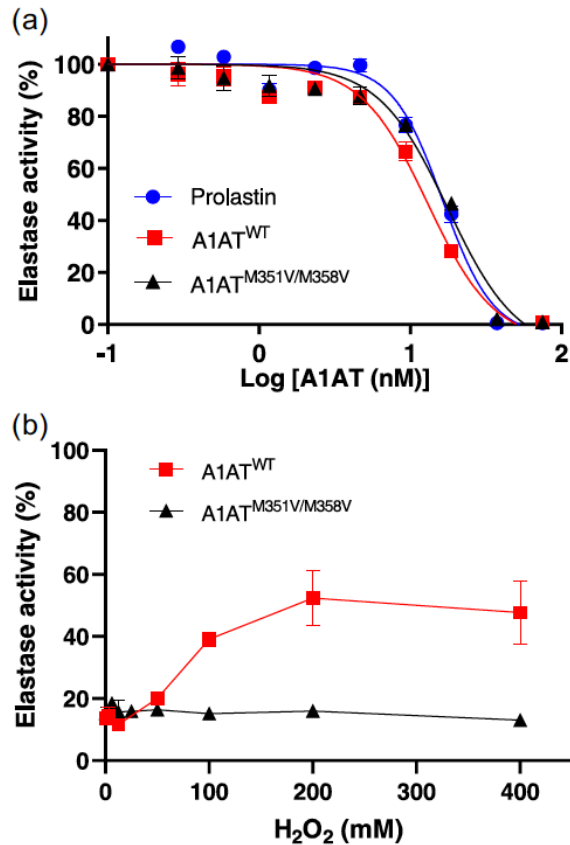 (a)
Elastase activity (%)
100
80
60
40
20
0
Prolastin
A1AT^WT
A1AT^M351V/M358V
-1 0 1 2
Log [A1AT (nM)]
(b)
Elastase activity (%)
100
80
60
40
20
0
A1AT^WT
A1AT^M351V/M358V
0 100 200 300 400
H₂O₂ (mM)